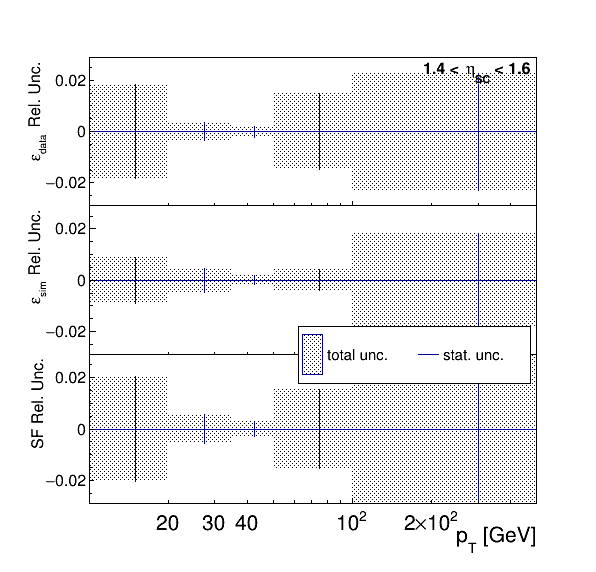 1.4 < η_sc < 1.6
ε_data Rel. Unc.
0.02
0
−0.02
ε_sim Rel. Unc.
0.02
0
−0.02
total unc.
stat. unc.
SF Rel. Unc.
0.02
0
−0.02
20 30 40 10² 2×10²
p_T [GeV]